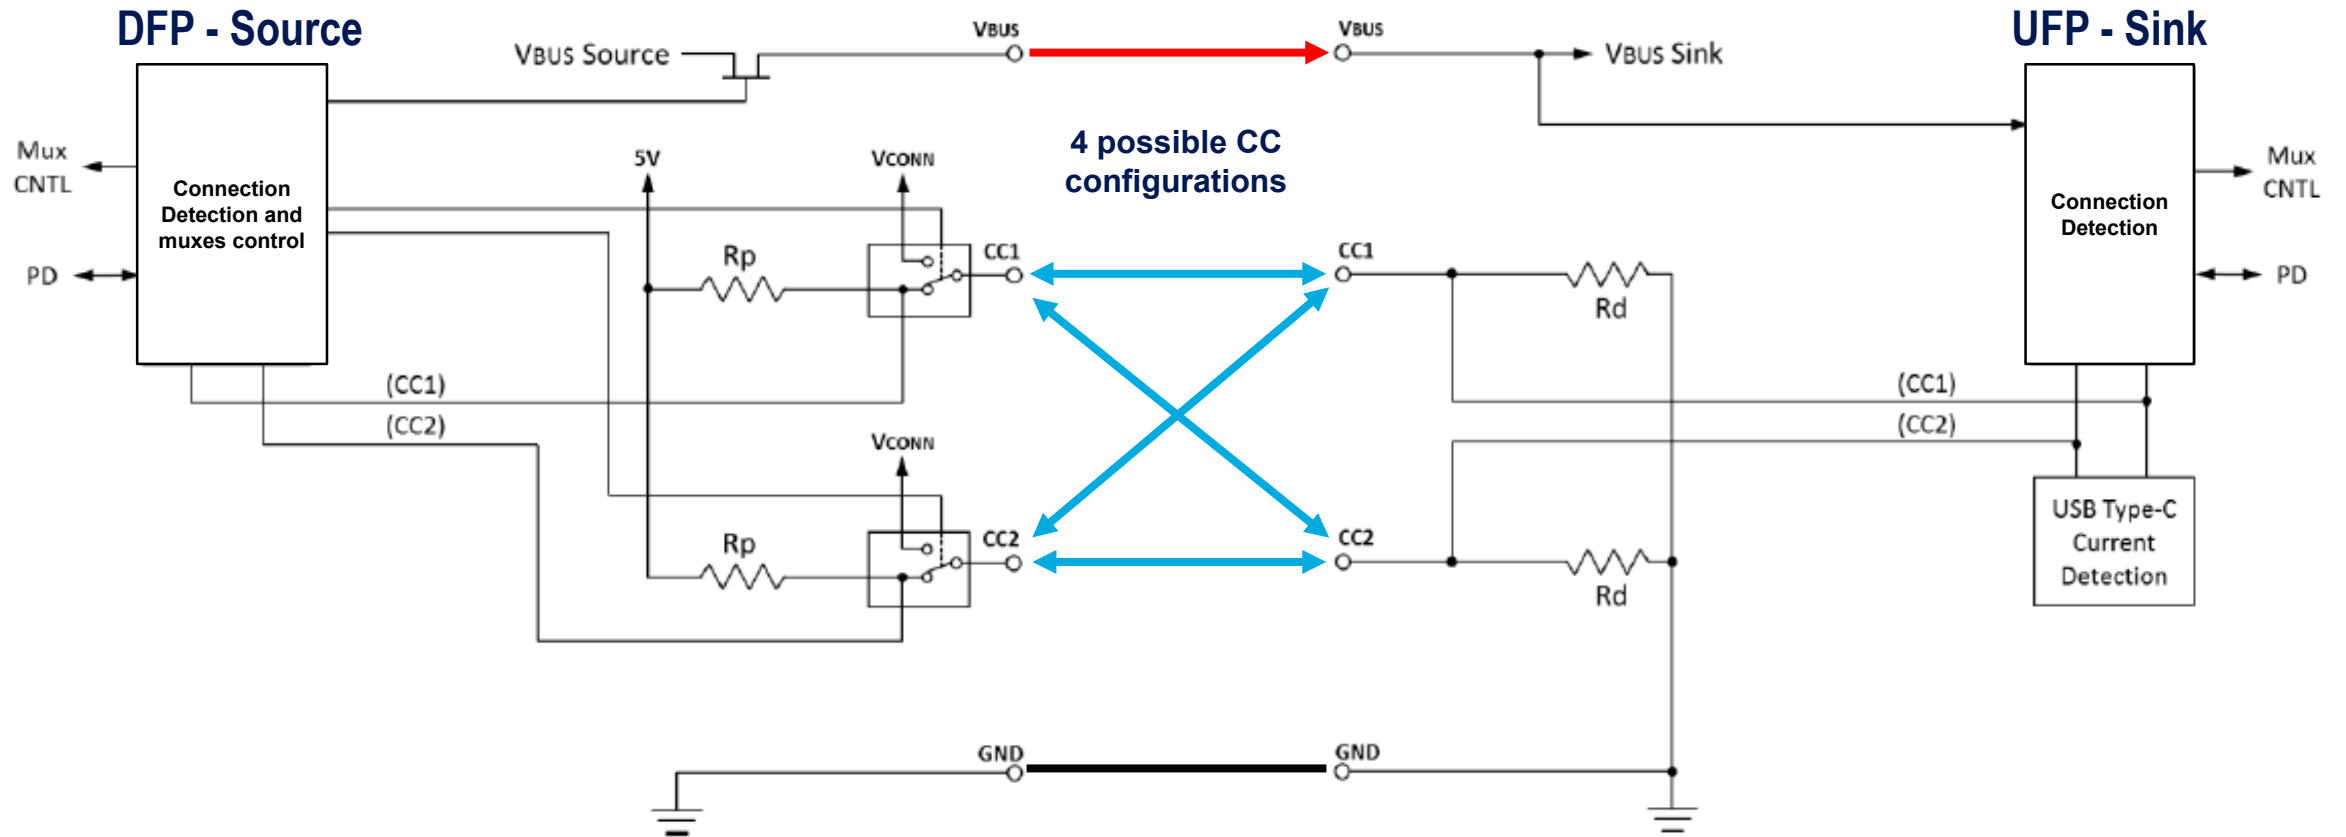 DFP - Source
UFP - Sink
VBUS Source
VBUS
VBUS
VBUS Sink
4 possible CC
configurations
Mux
CNTL
PD
Connection
Detection and
muxes control
5V
VCONN
Rp
CC1
CC1
Rd
Connection
Detection
Mux
CNTL
PD
(CC1)
(CC2)
(CC1)
(CC2)
VCONN
Rp
CC2
CC2
Rd
USB Type-C
Current
Detection
GND
GND